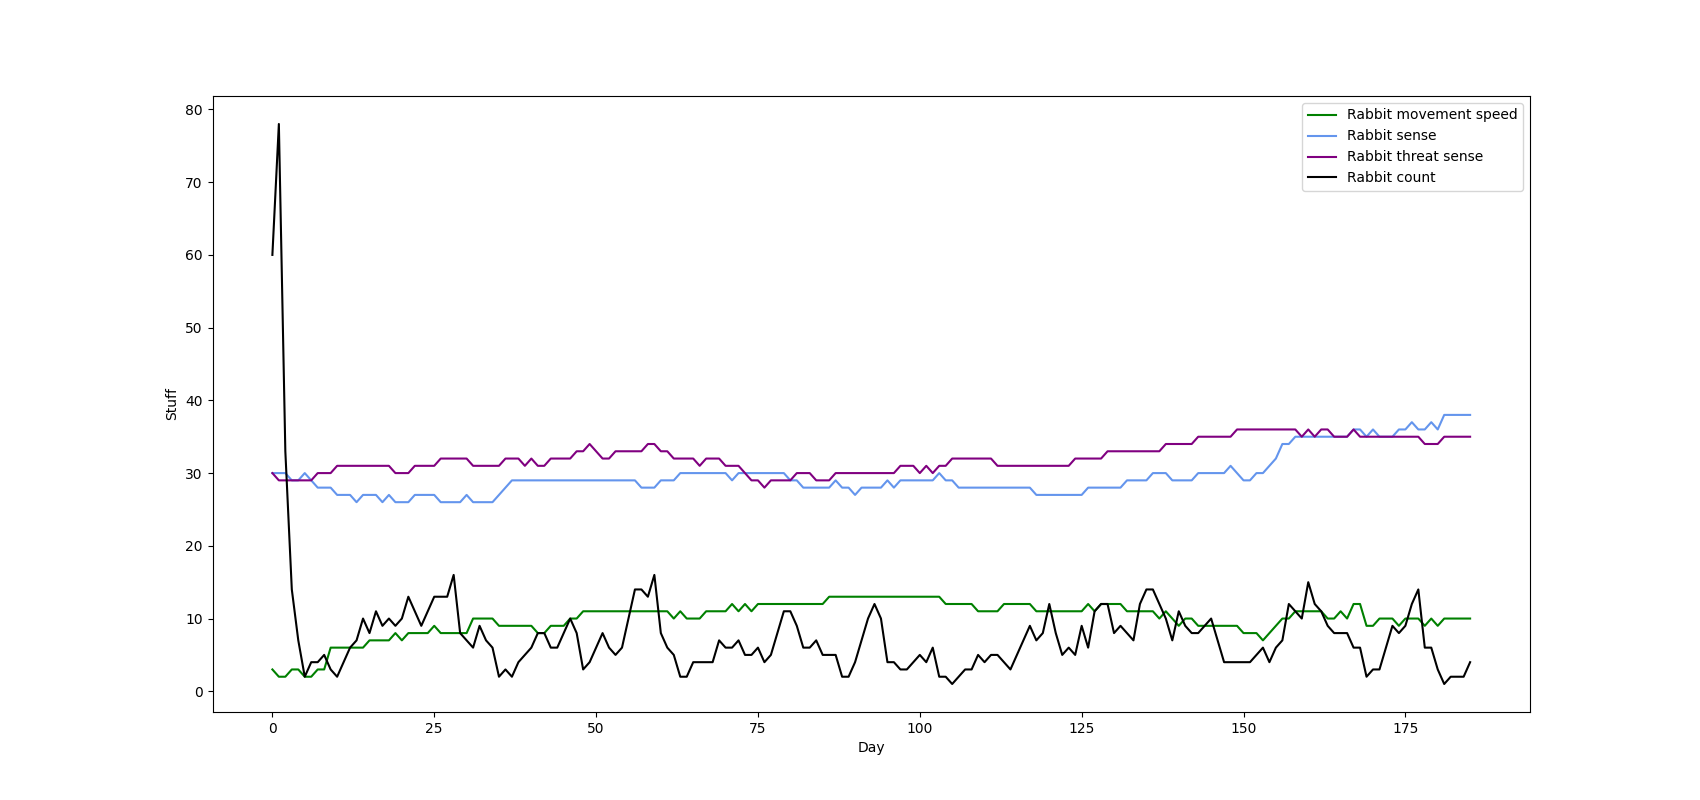 Rabbit movement speed
Rabbit sense
Rabbit threat sense
Rabbit count
80
70
60
50
40
30
20
10
0
Stuff
0 25 50 75 100 125 150 175
Day